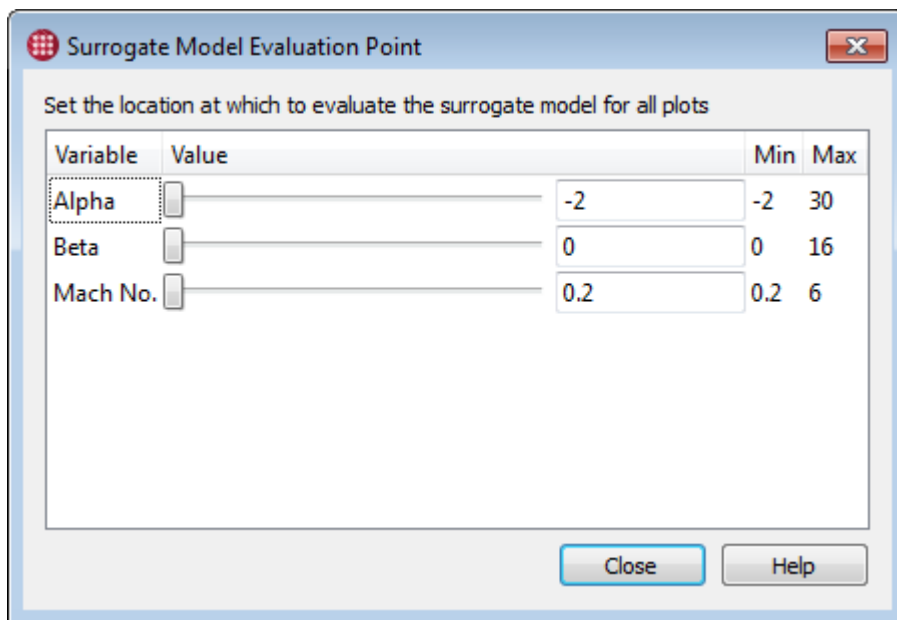 Surrogate Model Evaluation Point
Set the location at which to evaluate the surrogate model for all plots
Variable Value Min Max
Alpha -2 -2 30
Beta 0 0 16
Mach No. 0.2 0.2 6
Close Help